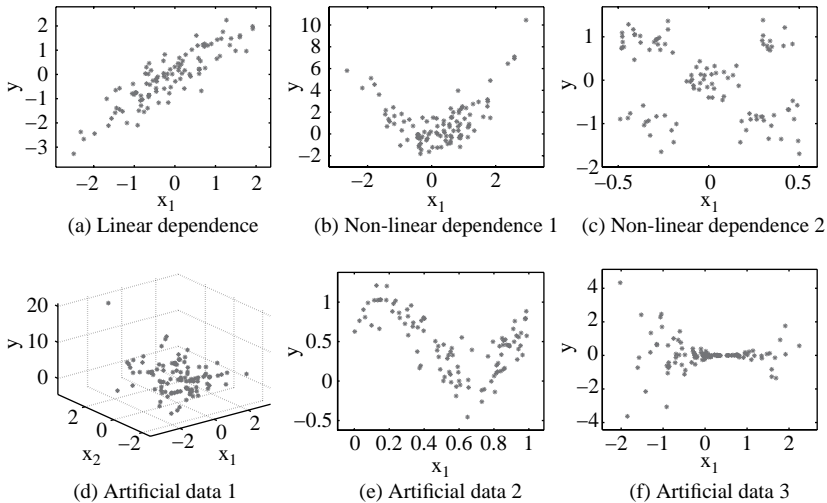 2
1
0
−1
−2
−3
y
−2 −1 0 1 2
x1
(a) Linear dependence
10
8
6
4
2
0
−2
y
−2 0 2
x1
(b) Non-linear dependence 1
2
1
0
−1
−2
y
−0.5 0 0.5
x1
(c) Non-linear dependence 2
20
10
0
y
2 0 −2
x2
−2 0 2
x1
(d) Artificial data 1
1
0.5
0
−0.5
y
0 0.2 0.4 0.6 0.8 1
x1
(e) Artificial data 2
4
2
0
−2
−4
y
−2 −1 0 1 2
x1
(f) Artificial data 3